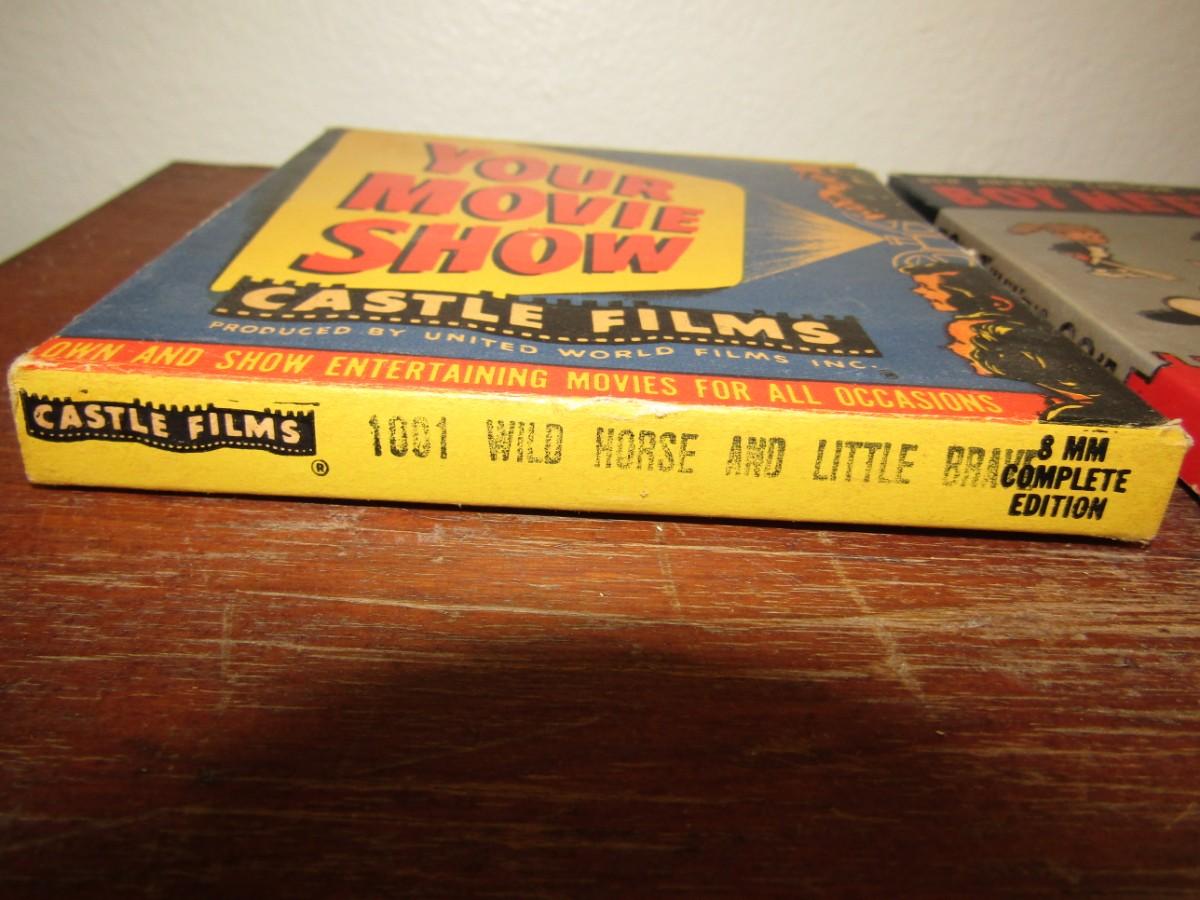 YOUR
MOVIE
SHOW
CASTLE FILMS
PRODUCED BY UNITED WORLD FILMS INC.
OWN AND SHOW ENTERTAINING MOVIES FOR ALL OCCASIONS
CASTLE FILMS ®
1001 WILD HORSE AND LITTLE BRAVE
8 MM
COMPLETE
EDITION
BOY